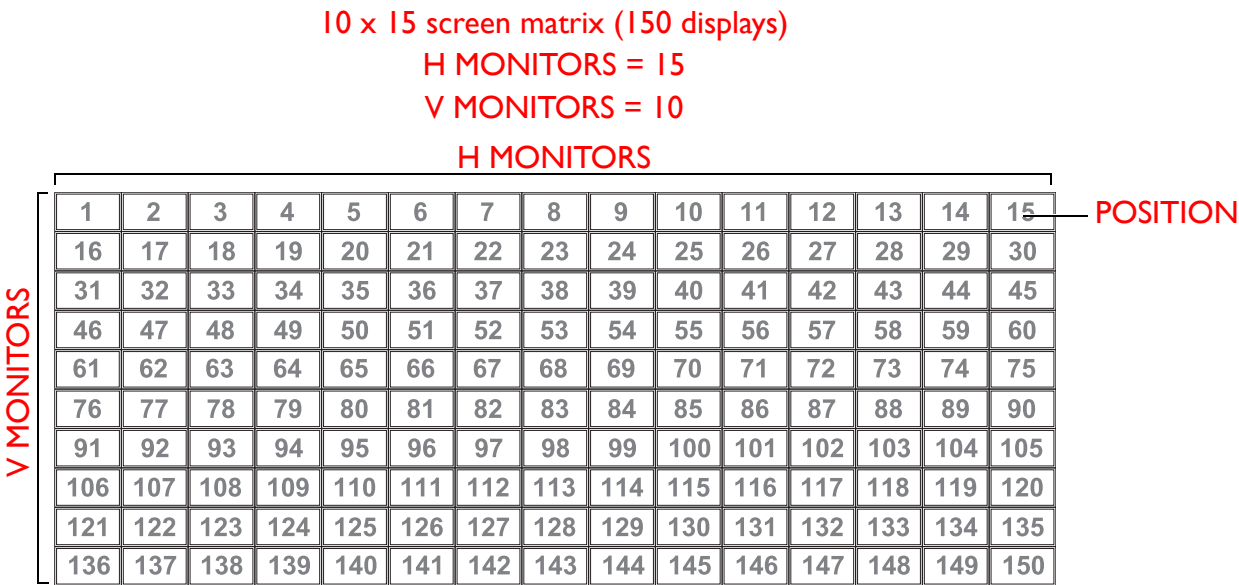 10 x 15 screen matrix (150 displays)
H MONITORS = 15
V MONITORS = 10
H MONITORS
1 2 3 4 5 6 7 8 9 10 11 12 13 14 15 POSITION
16 17 18 19 20 21 22 23 24 25 26 27 28 29 30
31 32 33 34 35 36 37 38 39 40 41 42 43 44 45
V MONITORS
46 47 48 49 50 51 52 53 54 55 56 57 58 59 60
61 62 63 64 65 66 67 68 69 70 71 72 73 74 75
76 77 78 79 80 81 82 83 84 85 86 87 88 89 90
91 92 93 94 95 96 97 98 99 100 101 102 103 104 105
106 107 108 109 110 111 112 113 114 115 116 117 118 119 120
121 122 123 124 125 126 127 128 129 130 131 132 133 134 135
136 137 138 139 140 141 142 143 144 145 146 147 148 149 150